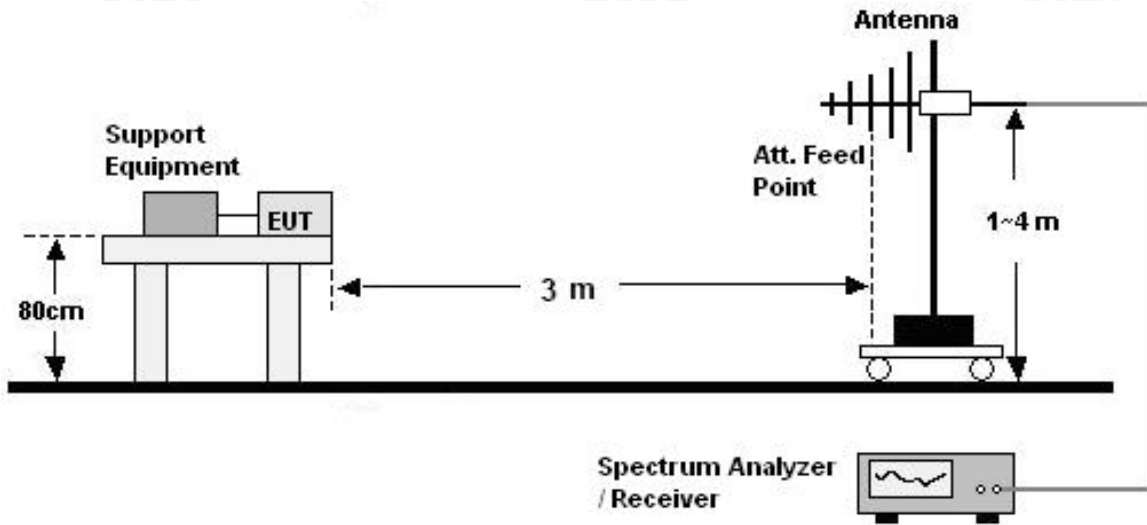 Antenna
Support
Equipment
Att. Feed
Point
EUT
1~4 m
3 m
80cm
Spectrum Analyzer
/ Receiver